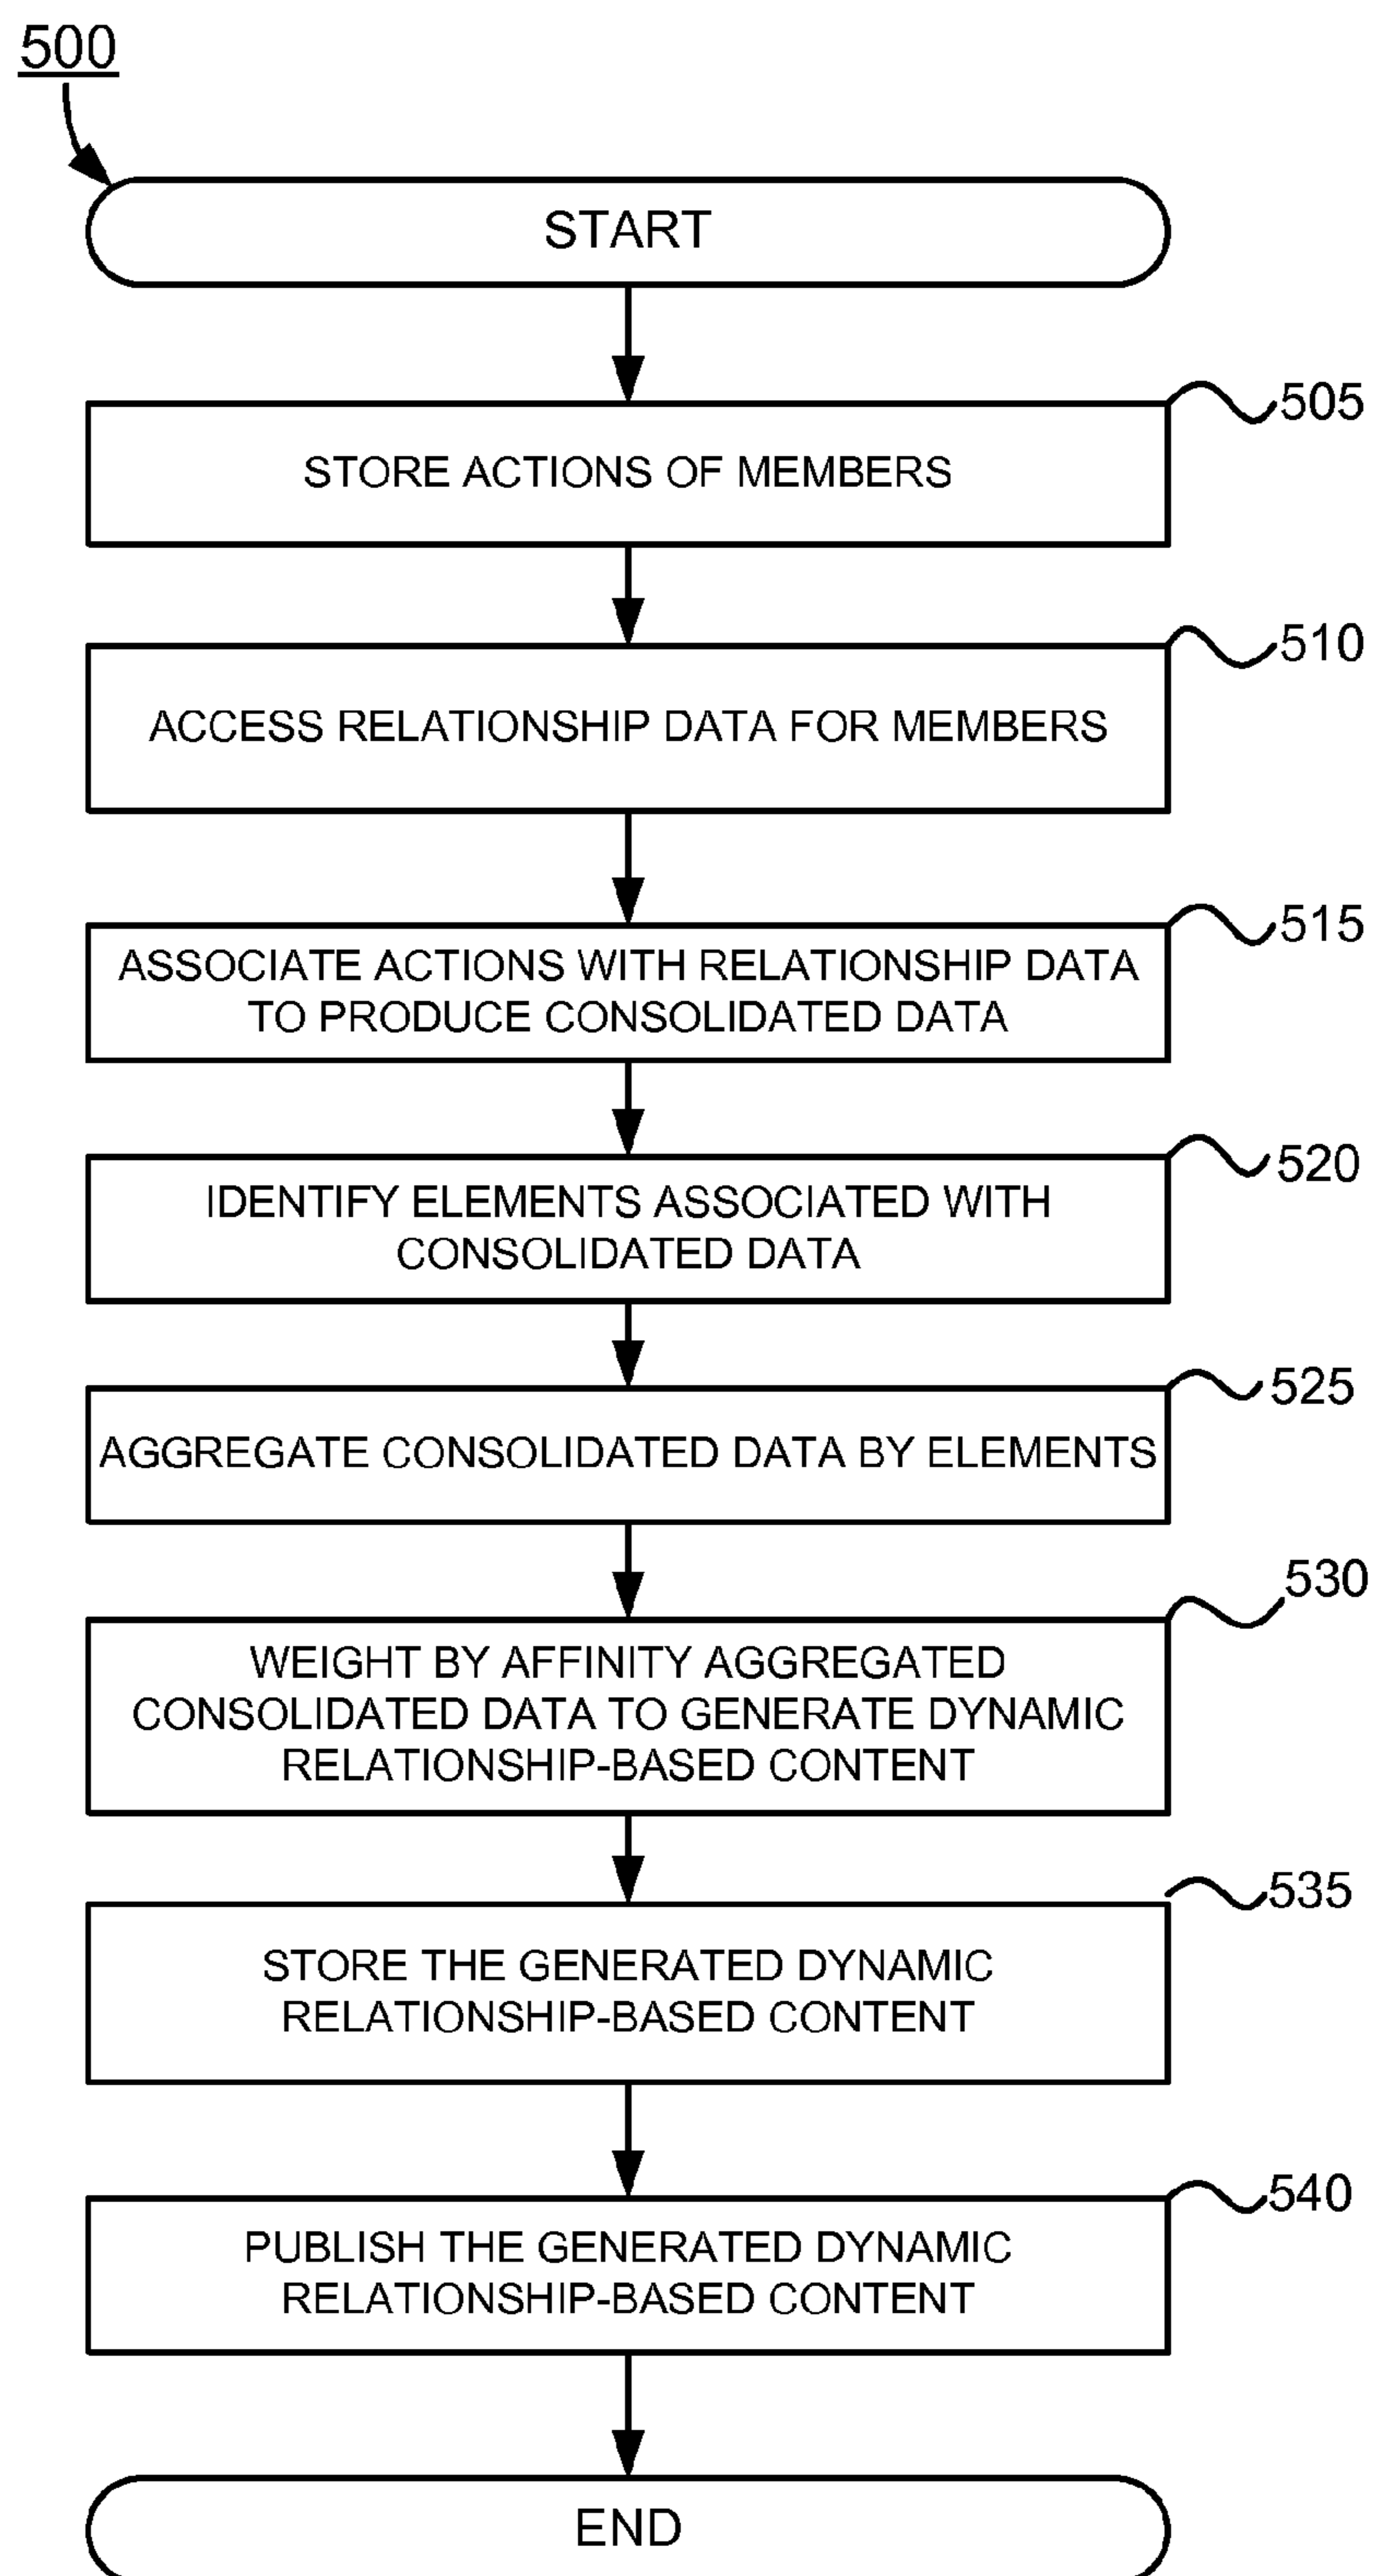 500
START
505
STORE ACTIONS OF MEMBERS
510
ACCESS RELATIONSHIP DATA FOR MEMBERS
515
ASSOCIATE ACTIONS WITH RELATIONSHIP DATA
TO PRODUCE CONSOLIDATED DATA
520
IDENTIFY ELEMENTS ASSOCIATED WITH
CONSOLIDATED DATA
525
AGGREGATE CONSOLIDATED DATA BY ELEMENTS
530
WEIGHT BY AFFINITY AGGREGATED
CONSOLIDATED DATA TO GENERATE DYNAMIC
RELATIONSHIP-BASED CONTENT
535
STORE THE GENERATED DYNAMIC
RELATIONSHIP-BASED CONTENT
540
PUBLISH THE GENERATED DYNAMIC
RELATIONSHIP-BASED CONTENT
END